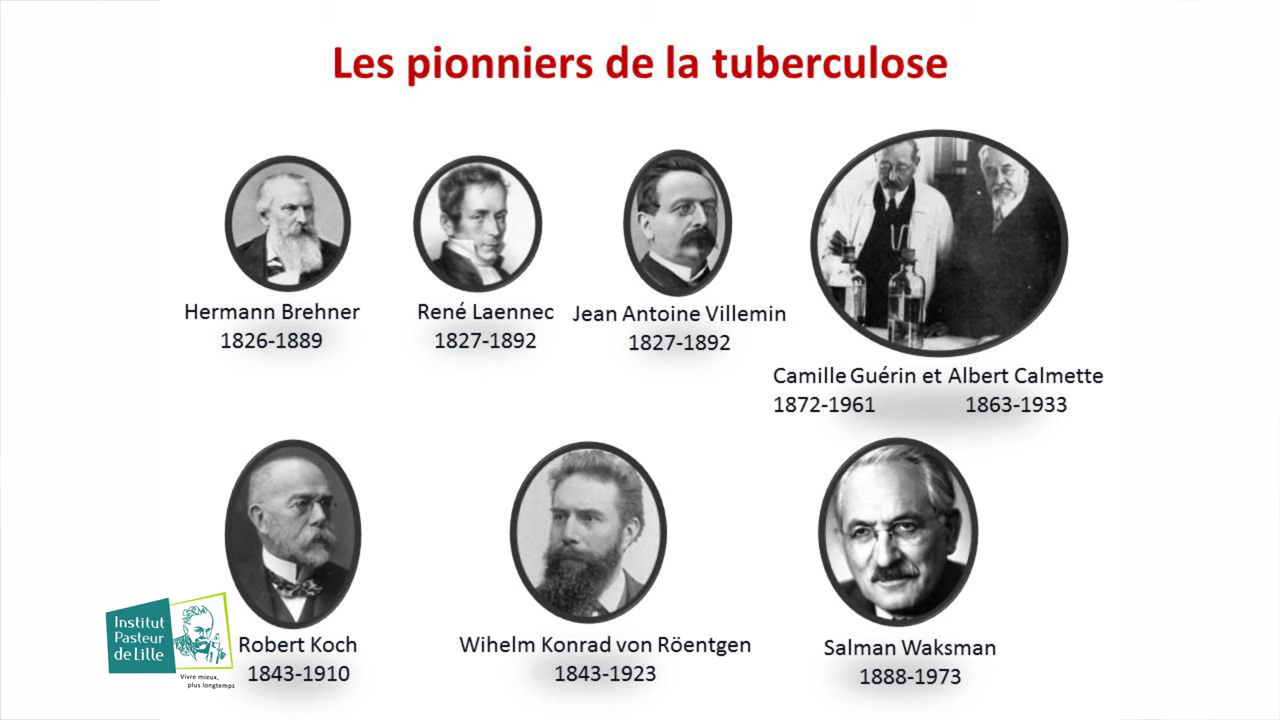 Les pionniers de la tuberculose
Hermann Brehner
1826-1889
René Laennec
1827-1892
Jean Antoine Villemin
1827-1892
Camille Guérin et Albert Calmette
1872-1961 1863-1933
Robert Koch
1843-1910
Wihelm Konrad von Röentgen
1843-1923
Salman Waksman
1888-1973
Institut
Pasteur
de Lille
Vivre mieux,
plus longtemps